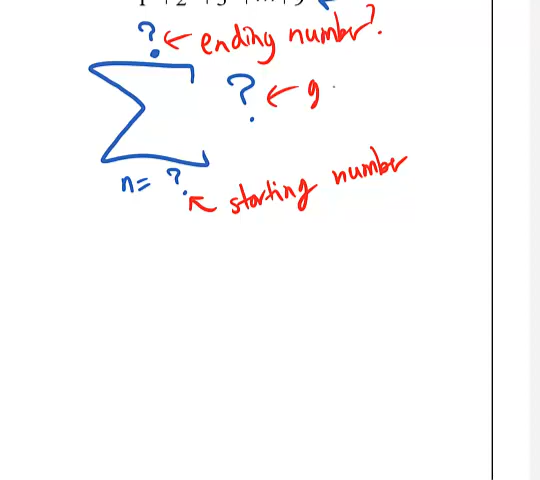 ? ← ending number?
Σ ? ← g
n = ? ← starting number